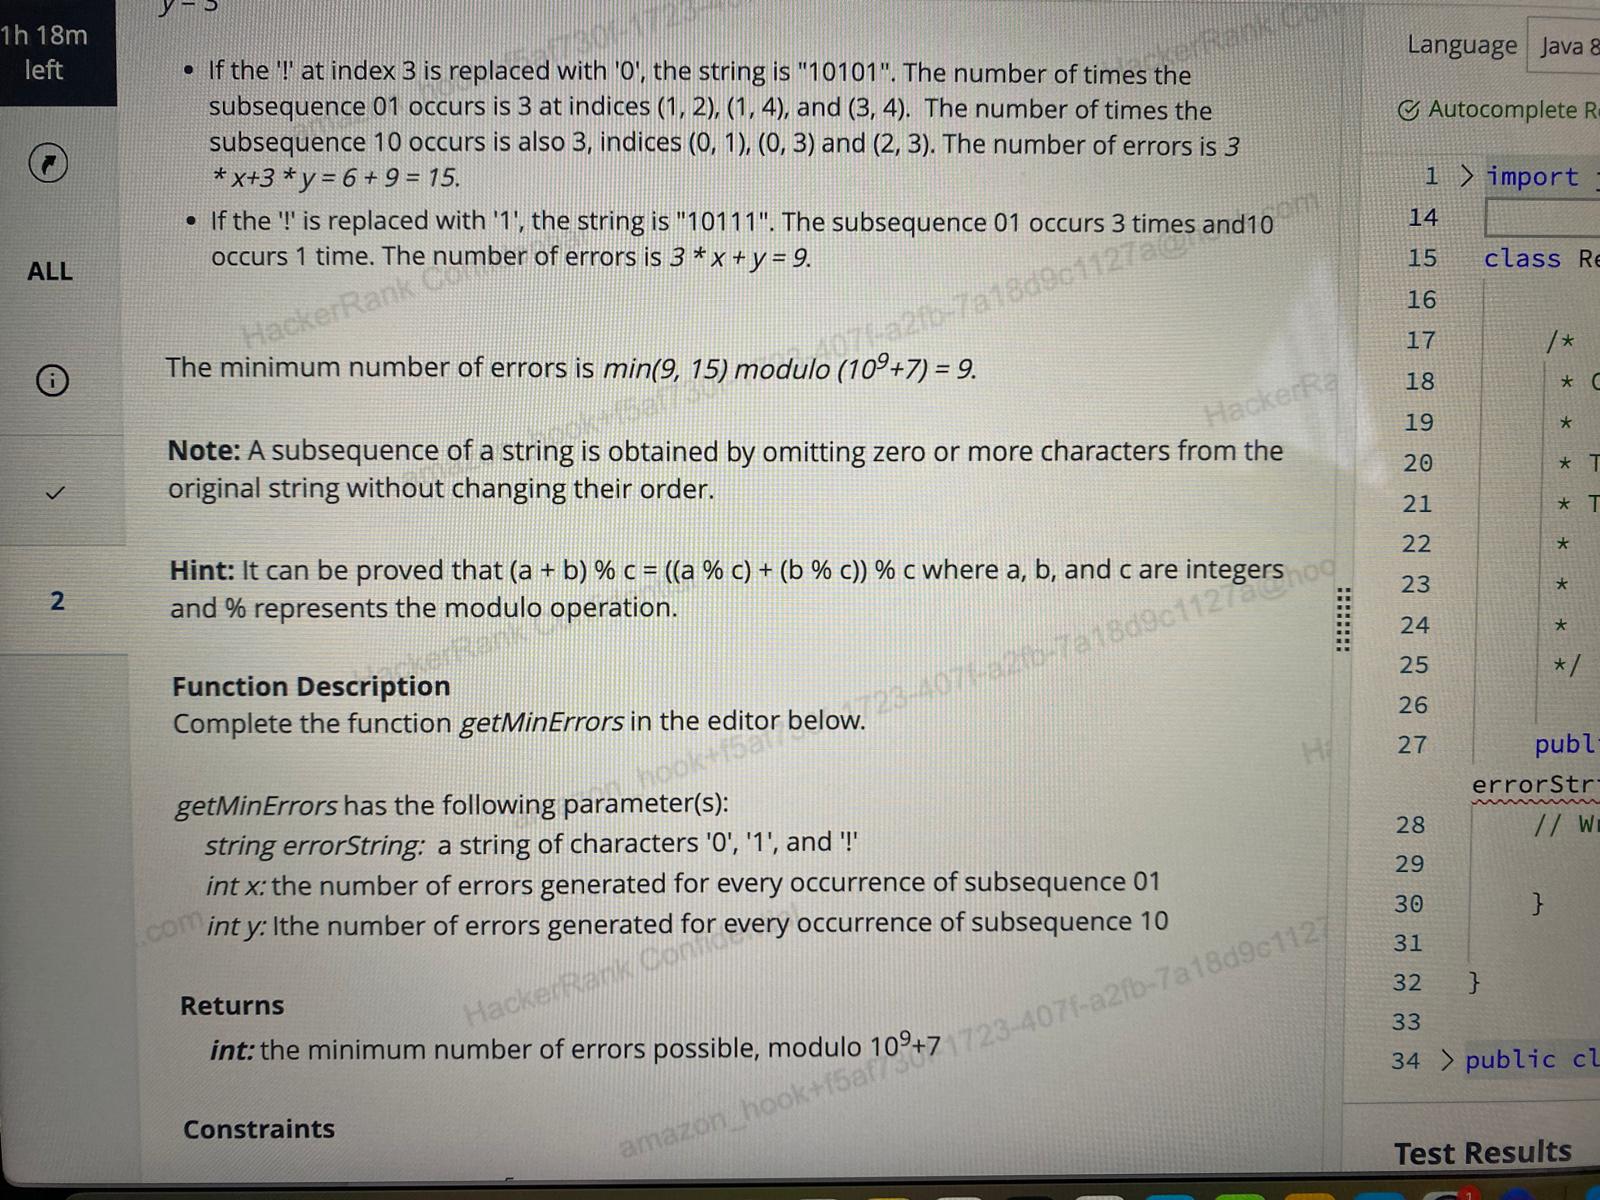 1h 18m
left
ALL
2
• If the '!' at index 3 is replaced with '0', the string is "10101". The number of times the
subsequence 01 occurs is 3 at indices (1, 2), (1, 4), and (3, 4). The number of times the
subsequence 10 occurs is also 3, indices (0, 1), (0, 3) and (2, 3). The number of errors is 3
* x+3 * y = 6 + 9 = 15.
• If the '!' is replaced with '1', the string is "10111". The subsequence 01 occurs 3 times and10
occurs 1 time. The number of errors is 3 * x + y = 9.
The minimum number of errors is min(9, 15) modulo (10⁹+7) = 9.
Note: A subsequence of a string is obtained by omitting zero or more characters from the
original string without changing their order.
Hint: It can be proved that (a + b) % c = ((a % c) + (b % c)) % c where a, b, and c are integers
and % represents the modulo operation.
Function Description
Complete the function getMinErrors in the editor below.
getMinErrors has the following parameter(s):
string errorString: a string of characters '0', '1', and '!'
int x: the number of errors generated for every occurrence of subsequence 01
int y: lthe number of errors generated for every occurrence of subsequence 10
Returns
int: the minimum number of errors possible, modulo 10⁹+7
Constraints
HackerRank Confidential
amazon_hook+f5af730f-1723-407f-a2fb-7a18d9c1127
Language Java 8
Autocomplete
1 > import
14
15 class
16
17 /*
18 *
19 *
20 * T
21 * T
22 *
23 *
24 *
25 */
26
27 publ
errorStr
28 //
29
30 }
31
32 }
33
34 > public cl
Test Results